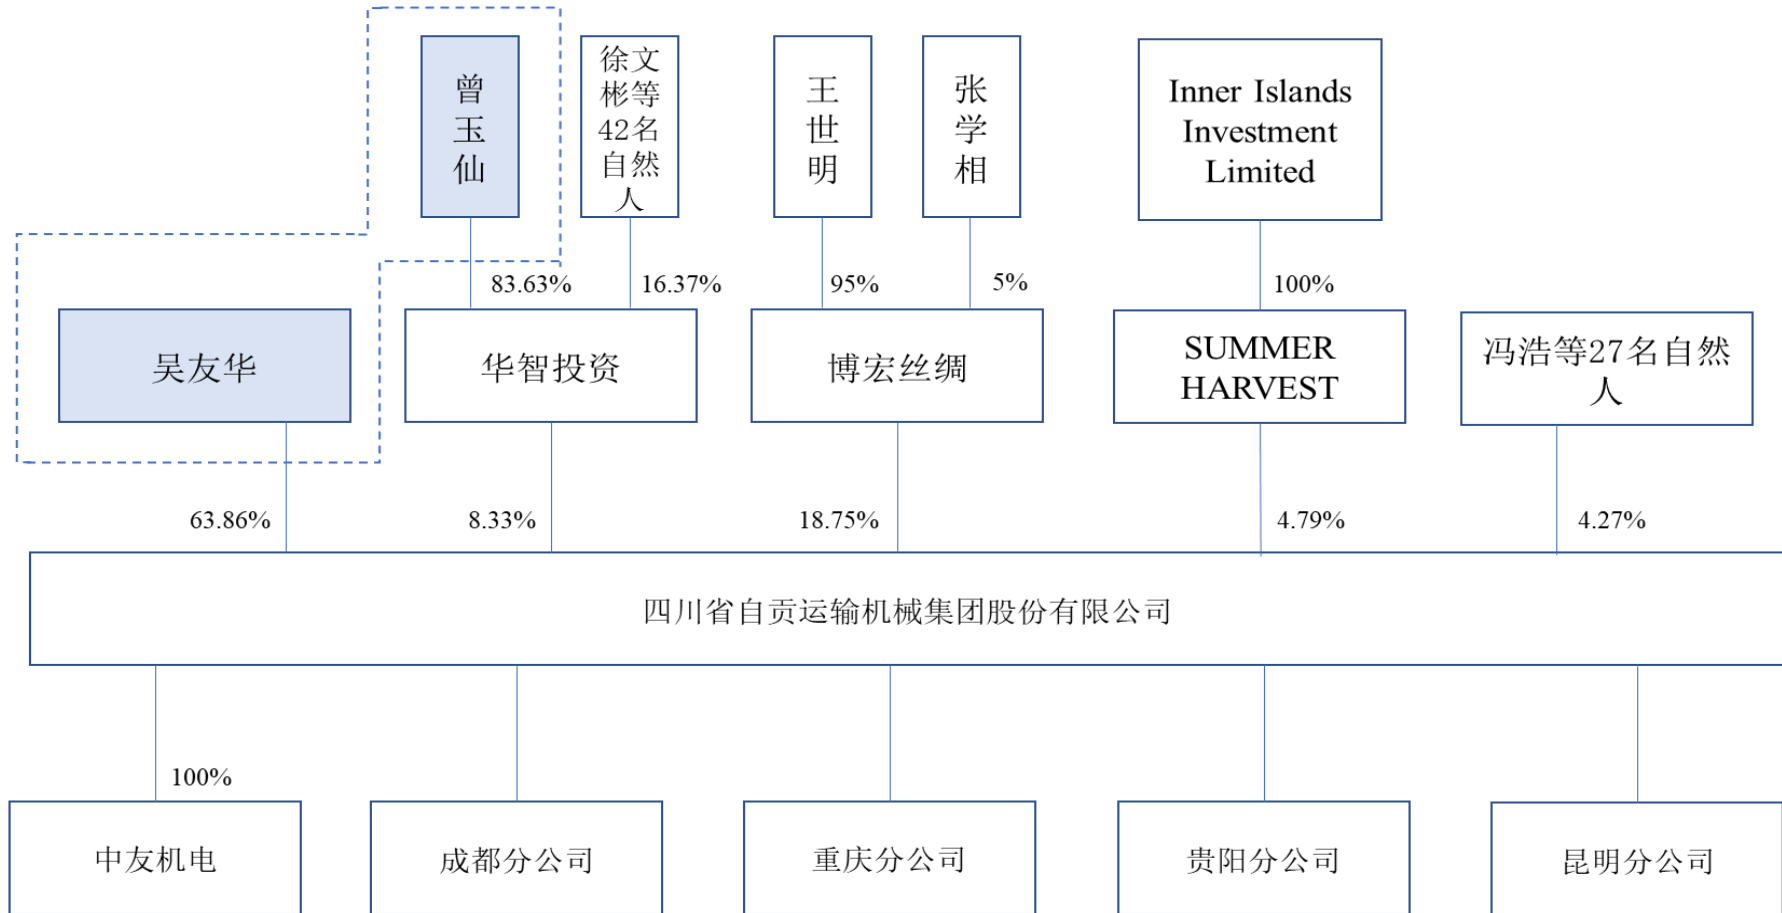 曾
玉
仙
徐文
彬等
42名
自然
人
王
世
明
张
学
相
Inner Islands
Investment
Limited
83.63%
16.37%
95%
5%
100%
吴友华
华智投资
博宏丝绸
SUMMER
HARVEST
冯浩等27名自然
人
63.86%
8.33%
18.75%
4.79%
4.27%
四川省自贡运输机械集团股份有限公司
100%
中友机电
成都分公司
重庆分公司
贵阳分公司
昆明分公司